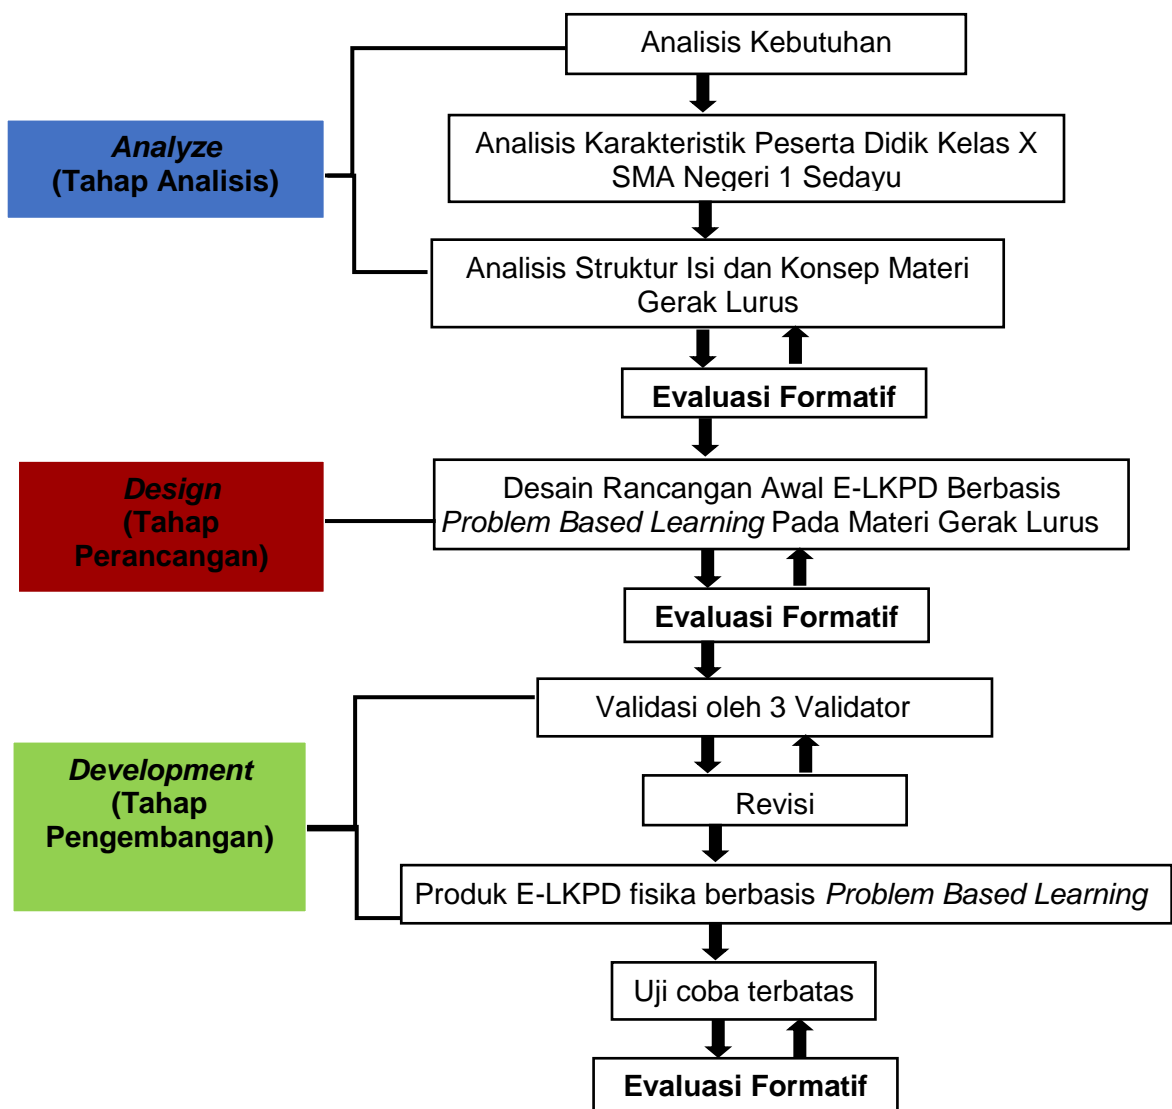 Analisis Kebutuhan
Analyze
(Tahap Analisis)
Analisis Karakteristik Peserta Didik Kelas X
SMA Negeri 1 Sedayu
Analisis Struktur Isi dan Konsep Materi
Gerak Lurus
Evaluasi Formatif
Design
(Tahap
Perancangan)
Desain Rancangan Awal E-LKPD Berbasis
Problem Based Learning Pada Materi Gerak Lurus
Evaluasi Formatif
Validasi oleh 3 Validator
Development
(Tahap
Pengembangan)
Revisi
Produk E-LKPD fisika berbasis Problem Based Learning
Uji coba terbatas
Evaluasi Formatif